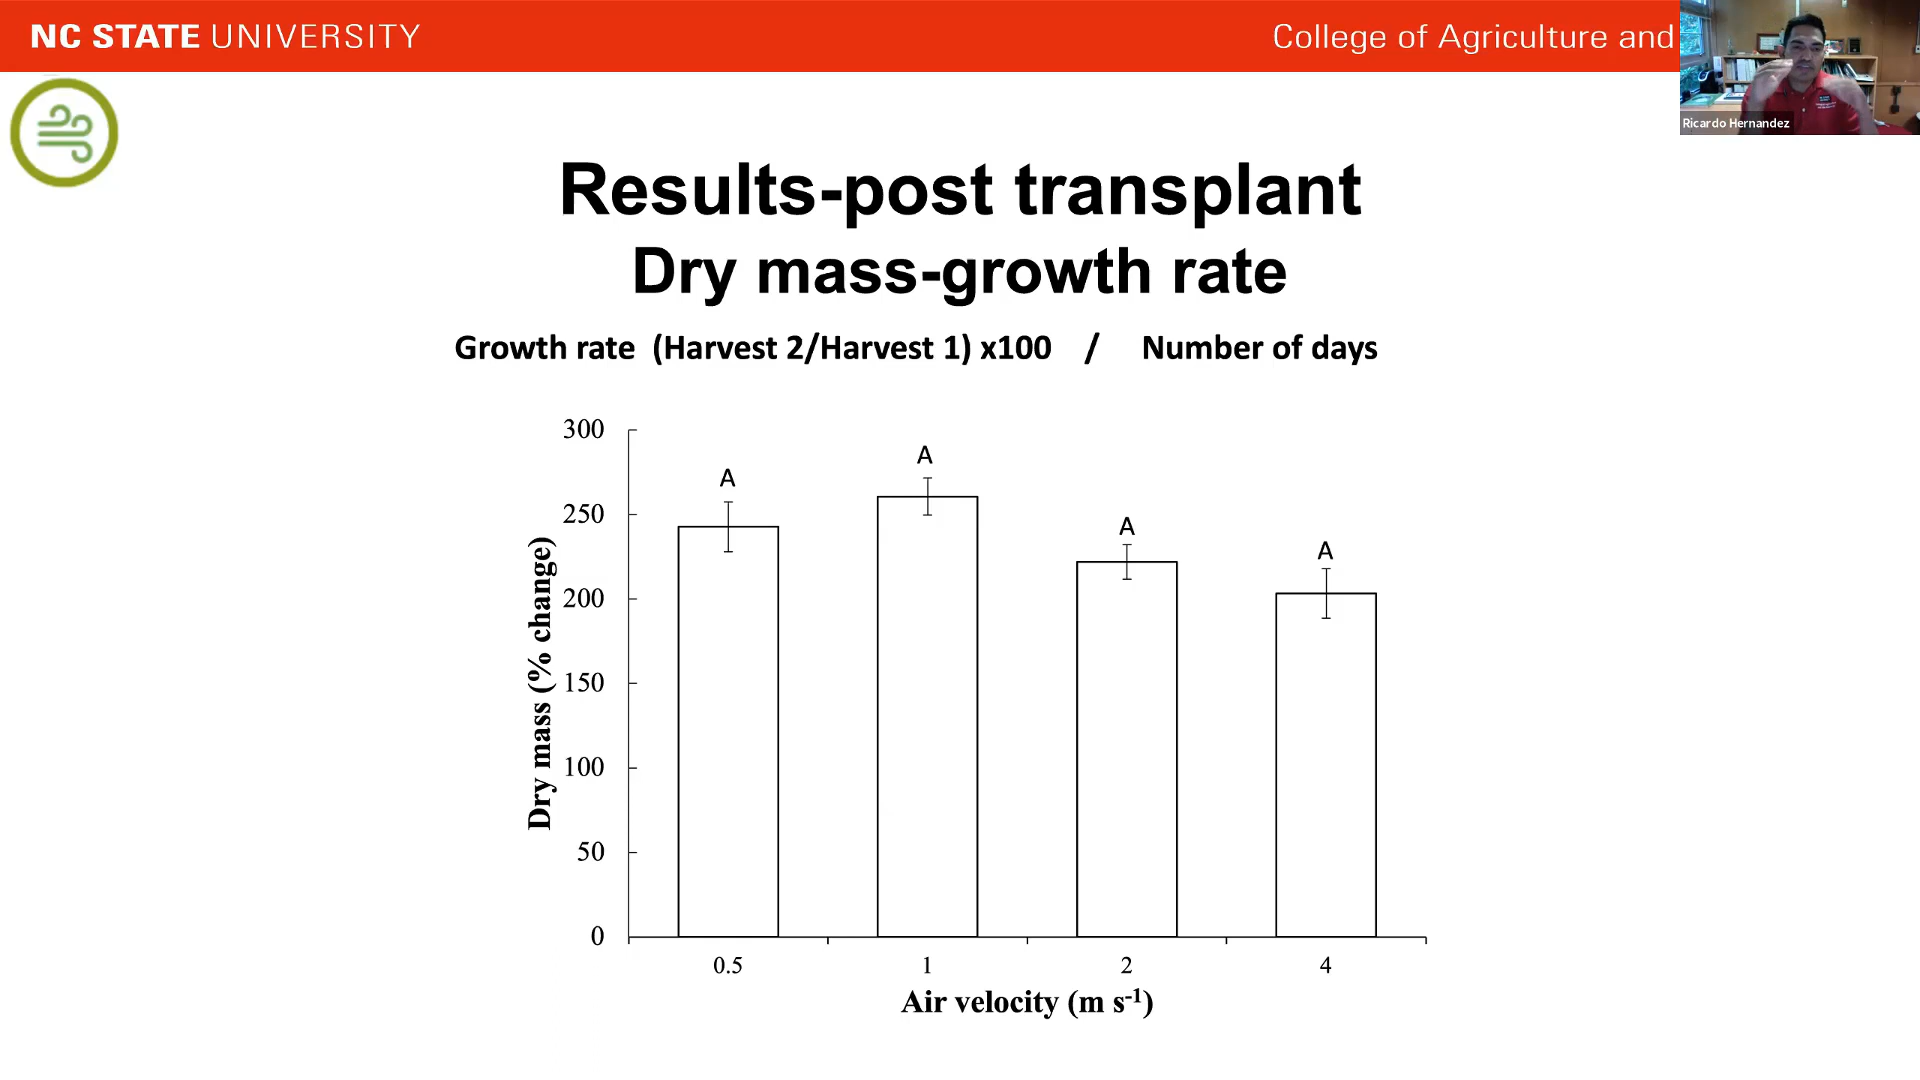 NC STATE UNIVERSITY
College of Agriculture and
Ricardo Hernandez
Results-post transplant
Dry mass-growth rate
Growth rate (Harvest 2/Harvest 1) x100 / Number of days
300
250
200
150
100
50
0
Dry mass (% change)
A
A
A
A
0.5
1
2
4
Air velocity (m s⁻¹)